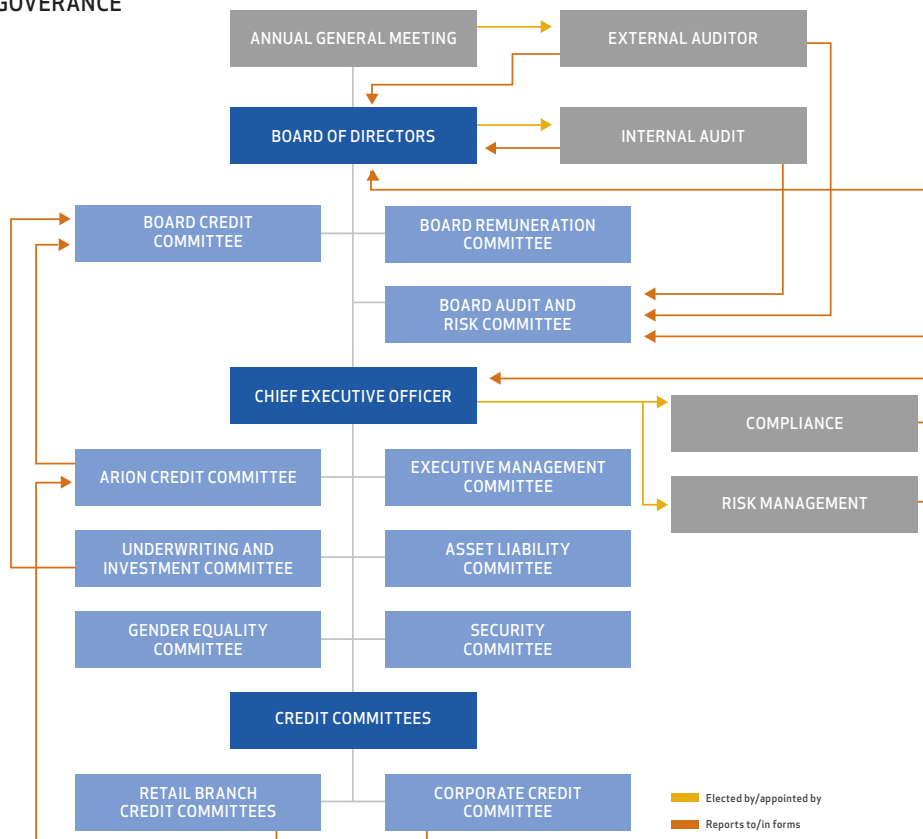 GOVERANCE
ANNUAL GENERAL MEETING
EXTERNAL AUDITOR
BOARD OF DIRECTORS
INTERNAL AUDIT
BOARD CREDIT
COMMITTEE
BOARD REMUNERATION
COMMITTEE
BOARD AUDIT AND
RISK COMMITTEE
CHIEF EXECUTIVE OFFICER
COMPLIANCE
ARION CREDIT COMMITTEE
EXECUTIVE MANAGEMENT
COMMITTEE
RISK MANAGEMENT
UNDERWRITING AND
INVESTMENT COMMITTEE
ASSET LIABILITY
COMMITTEE
GENDER EQUALITY
COMMITTEE
SECURITY
COMMITTEE
CREDIT COMMITTEES
RETAIL BRANCH
CREDIT COMMITTEES
CORPORATE CREDIT
COMMITTEE
Elected by/appointed by
Reports to/in forms